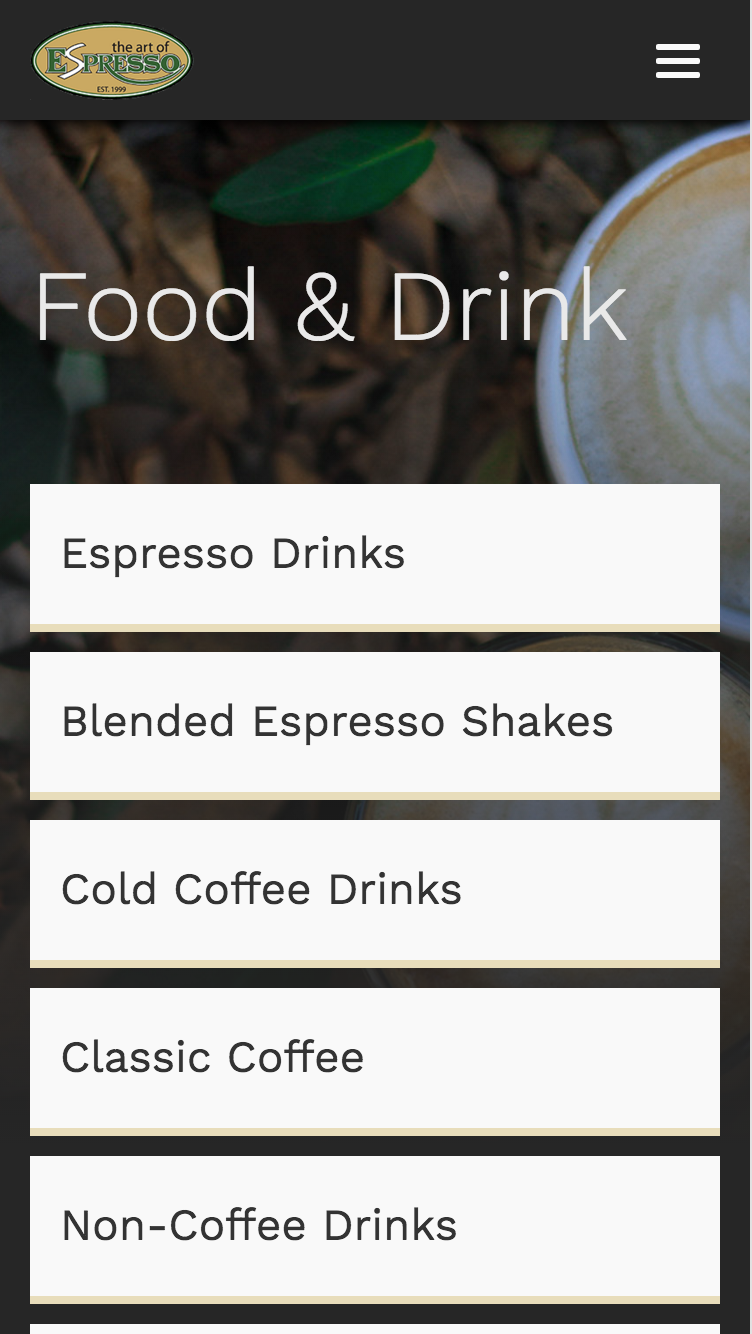 the art of
ESPRESSO
EST. 1999
Food & Drink
Espresso Drinks
Blended Espresso Shakes
Cold Coffee Drinks
Classic Coffee
Non-Coffee Drinks